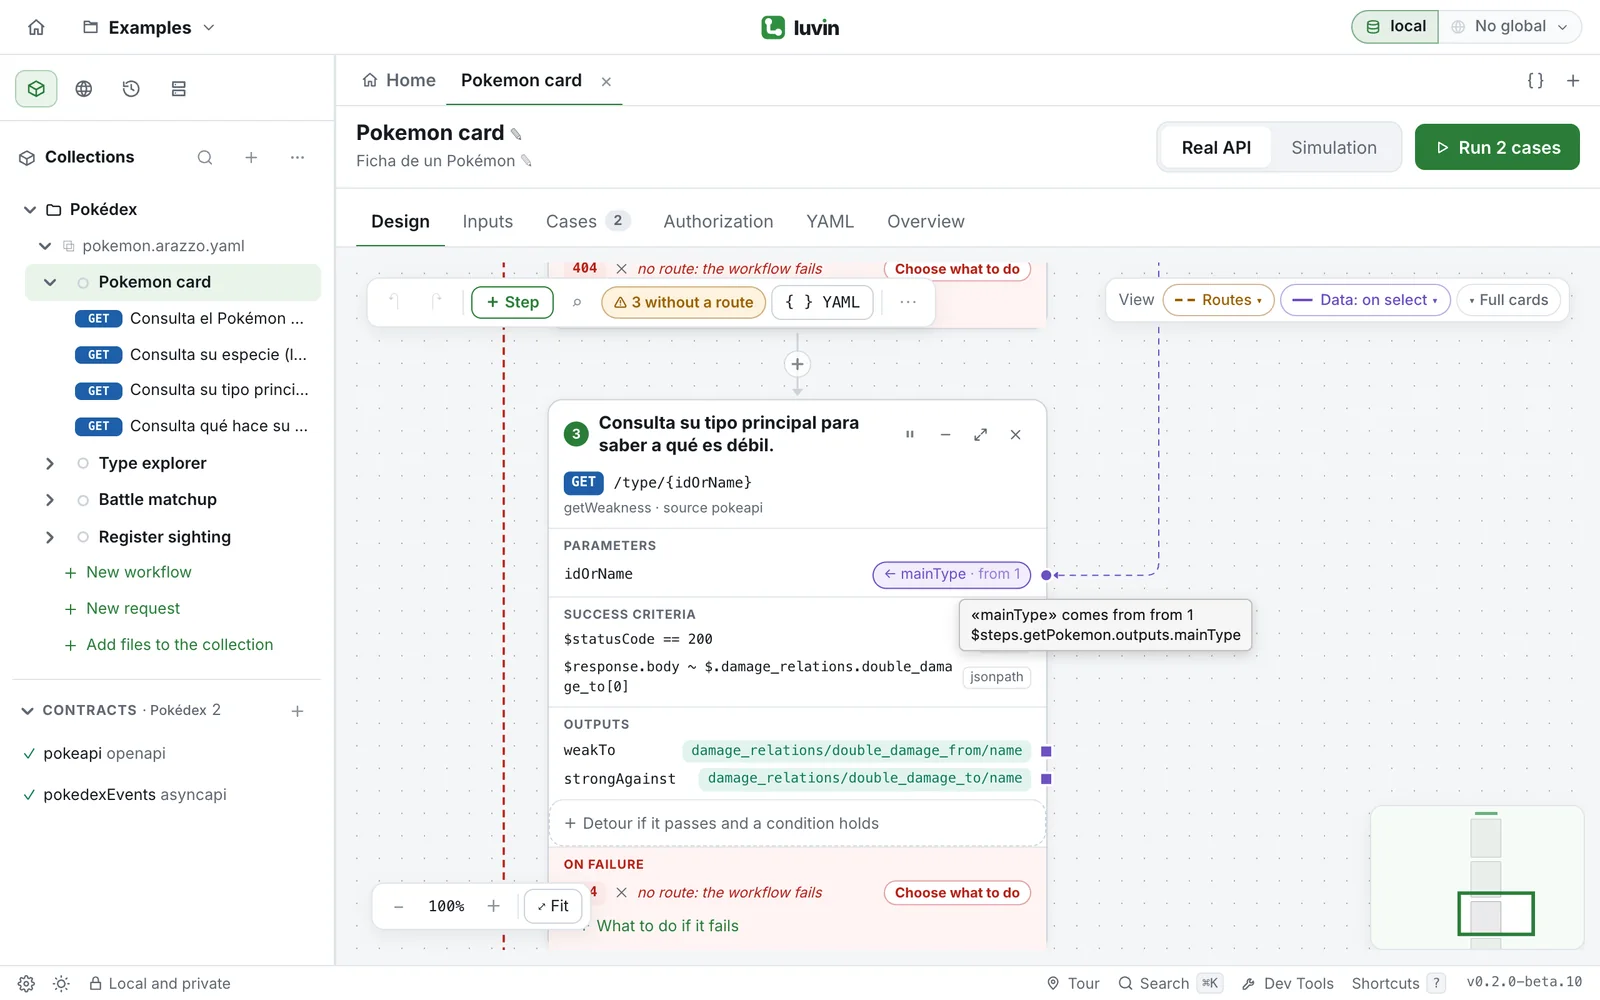 Examples
luvin
local
No global
Home
Pokemon card
{ }
Collections
Pokédex
pokemon.arazzo.yaml
Pokemon card
GET Consulta el Pokémon ...
GET Consulta su especie (l...
GET Consulta su tipo princi...
GET Consulta qué hace su ...
Type explorer
Battle matchup
Register sighting
+ New workflow
+ New request
+ Add files to the collection
CONTRACTS · Pokédex 2
pokeapi openapi
pokedexEvents asyncapi
Pokemon card
Ficha de un Pokémon
Real API
Simulation
Run 2 cases
Design
Inputs
Cases 2
Authorization
YAML
Overview
404 × no route: the workflow fails
Choose what to do
+ Step
3 without a route
{ } YAML
...
View
Routes
Data: on select
Full cards
3
Consulta su tipo principal para
saber a qué es débil.
GET /type/{idOrName}
getWeakness · source pokeapi
PARAMETERS
idOrName
← mainType · from 1
«mainType» comes from from 1
$steps.getPokemon.outputs.mainType
SUCCESS CRITERIA
$statusCode == 200
$response.body ~ $.damage_relations.double_dama
ge_to[0]
jsonpath
OUTPUTS
weakTo damage_relations/double_damage_from/name
strongAgainst damage_relations/double_damage_to/name
+ Detour if it passes and a condition holds
ON FAILURE
4 × no route: the workflow fails
Choose what to do
What to do if it fails
− 100% +
Fit
Local and private
Tour
Search ⌘K
Dev Tools
Shortcuts ?
v0.2.0-beta.10